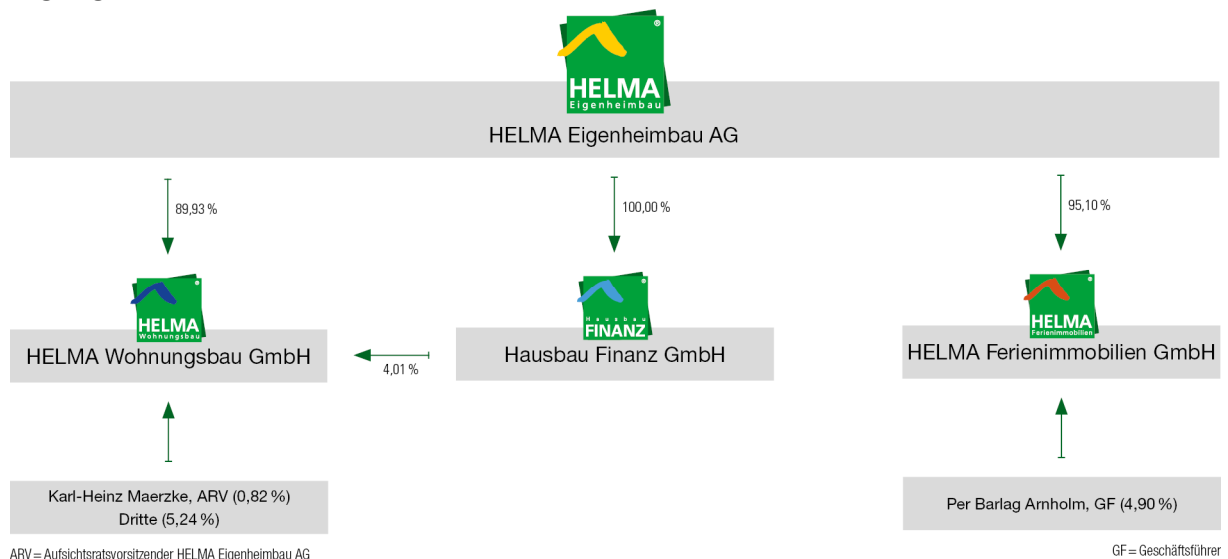 HELMA
Eigenheimbau
HELMA Eigenheimbau AG
89,93 %
100,00 %
95,10 %
HELMA
Wohnungsbau
HELMA Wohnungsbau GmbH
4,01 %
Hausbau
FINANZ
Hausbau Finanz GmbH
HELMA
Ferienimmobilien
HELMA Ferienimmobilien GmbH
Karl-Heinz Maerzke, ARV (0,82 %)
Dritte (5,24 %)
Per Barlag Arnholm, GF (4,90 %)
ARV = Aufsichtsratsvorsitzender HELMA Eigenheimbau AG
GF = Geschäftsführer